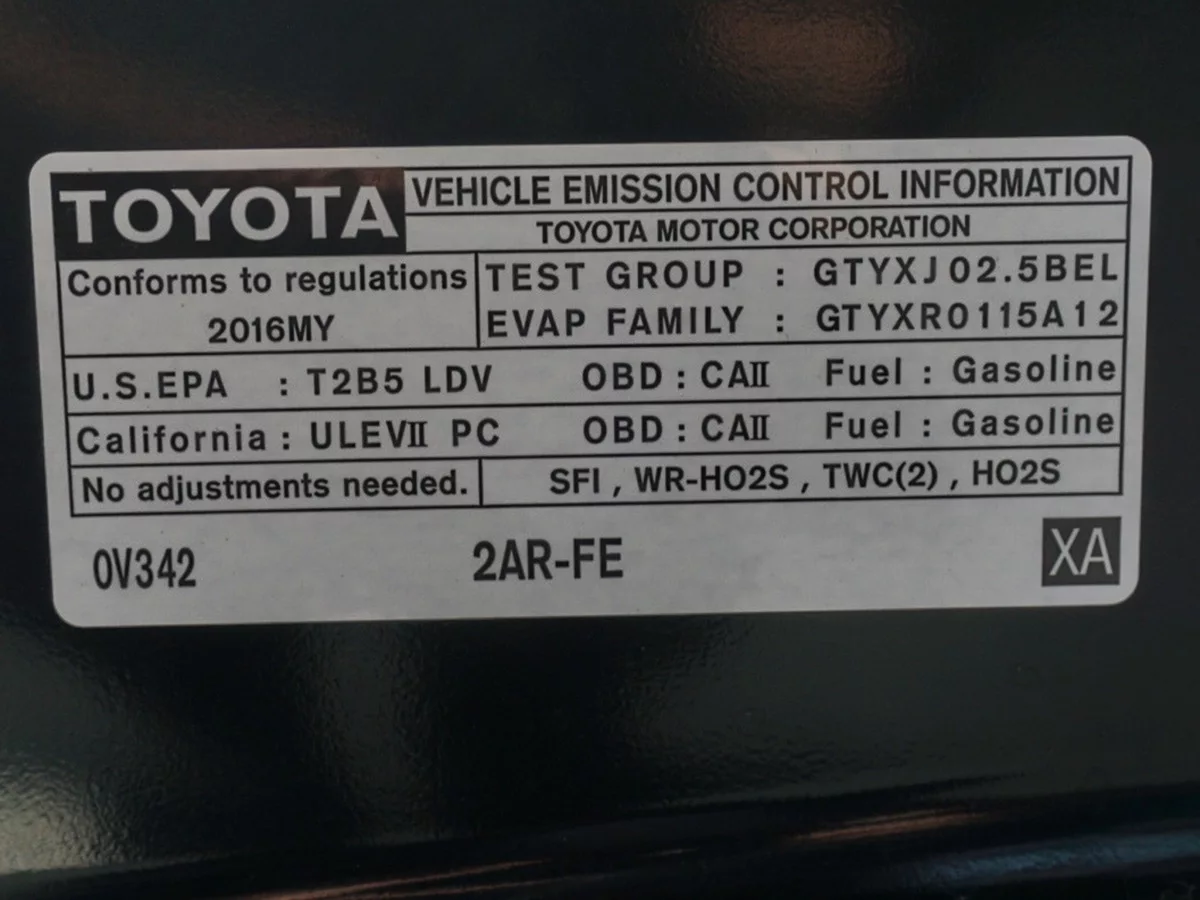 TOYOTA VEHICLE EMISSION CONTROL INFORMATION
TOYOTA MOTOR CORPORATION
Conforms to regulations
2016MY
TEST GROUP : GTYXJ02.5BEL
EVAP FAMILY : GTYXR0115A12
U.S.EPA : T2B5 LDV OBD : CAⅡ Fuel : Gasoline
California : ULEVⅡ PC OBD : CAⅡ Fuel : Gasoline
No adjustments needed. SFI , WR-HO2S , TWC(2) , HO2S
0V342 2AR-FE XA